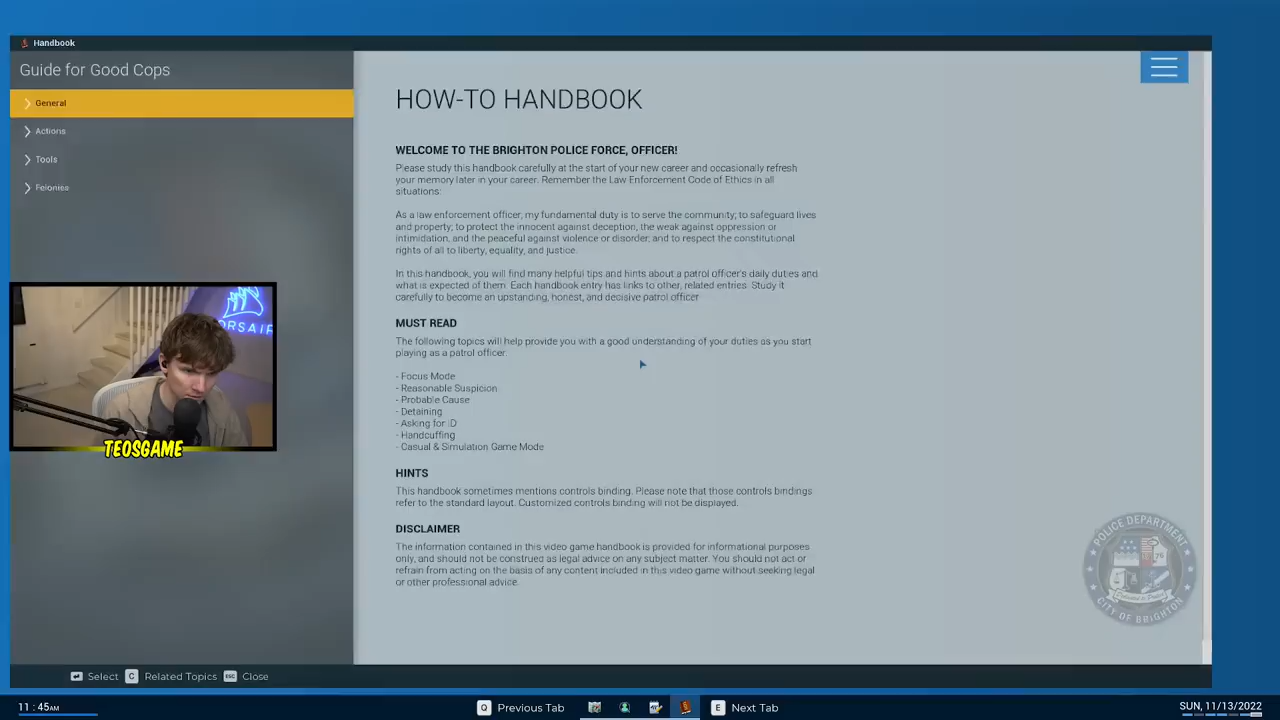 Handbook
Guide for Good Cops
General
Actions
Tools
Felonies
HOW-TO HANDBOOK
WELCOME TO THE BRIGHTON POLICE FORCE, OFFICER!
Please study this handbook carefully at the start of your new career and occasionally refresh
your memory later in your career. Remember the Law Enforcement Code of Ethics in all
situations:
As a law enforcement officer, my fundamental duty is to serve the community; to safeguard lives
and property; to protect the innocent against deception, the weak against oppression or
intimidation, and the peaceful against violence or disorder; and to respect the constitutional
rights of all to liberty, equality, and justice.
In this handbook, you will find many helpful tips and hints about a patrol officer's daily duties and
what is expected of them. Each handbook entry has links to other, related entries. Study it
carefully to become an upstanding, honest, and decisive patrol officer
MUST READ
The following topics will help provide you with a good understanding of your duties as you start
playing as a patrol officer:
- Focus Mode
- Reasonable Suspicion
- Probable Cause
- Detaining
- Asking for ID
- Handcuffing
- Casual & Simulation Game Mode
HINTS
This handbook sometimes mentions controls binding. Please note that those controls bindings
refer to the standard layout. Customized controls binding will not be displayed.
DISCLAIMER
The information contained in this video game handbook is provided for informational purposes
only, and should not be construed as legal advice on any subject matter. You should not act or
refrain from acting on the basis of any content included in this video game without seeking legal
or other professional advice.
ORSAIR
TEOSGAME
POLICE DEPARTMENT
CITY OF BRIGHTON
Select
C Related Topics
ESC Close
11 : 45AM
Q Previous Tab
E Next Tab
SUN, 11/13/2022